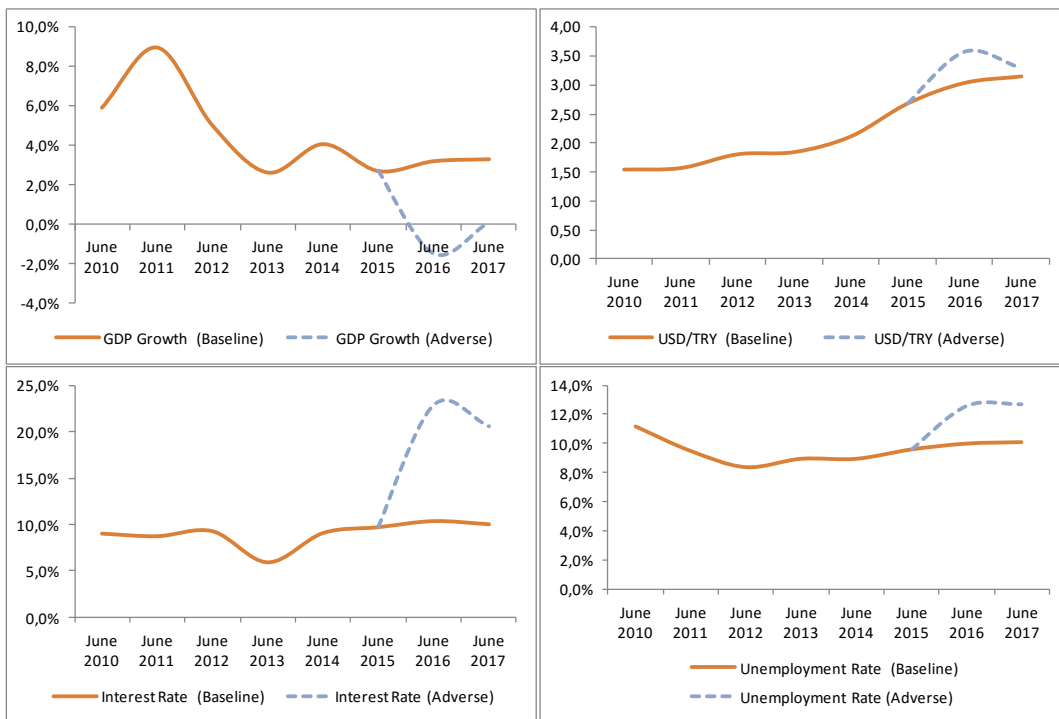 10,0%
8,0%
6,0%
4,0%
2,0%
0,0%
-2,0%
-4,0%
June June June June June June June June
2010 2011 2012 2013 2014 2015 2016 2017
GDP Growth (Baseline) GDP Growth (Adverse)
4,00
3,50
3,00
2,50
2,00
1,50
1,00
0,50
0,00
June June June June June June June June
2010 2011 2012 2013 2014 2015 2016 2017
USD/TRY (Baseline) USD/TRY (Adverse)
25,0%
20,0%
15,0%
10,0%
5,0%
0,0%
June June June June June June June June
2010 2011 2012 2013 2014 2015 2016 2017
Interest Rate (Baseline) Interest Rate (Adverse)
14,0%
12,0%
10,0%
8,0%
6,0%
4,0%
2,0%
0,0%
June June June June June June June June
2010 2011 2012 2013 2014 2015 2016 2017
Unemployment Rate (Baseline)
Unemployment Rate (Adverse)